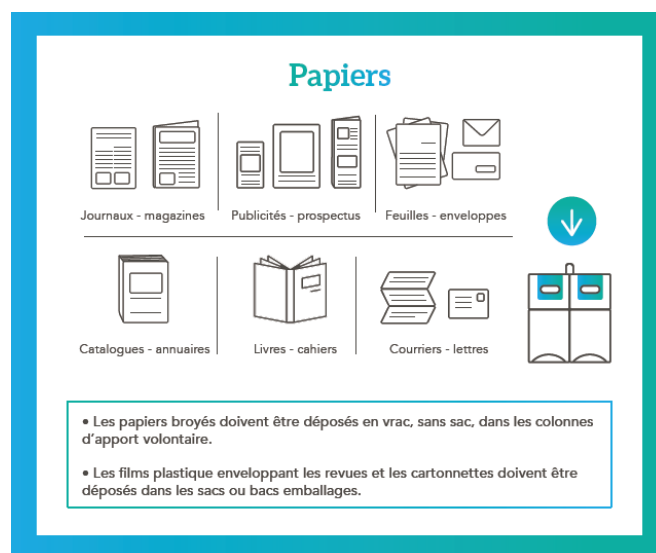 Papiers
Journaux - magazines
Publicités - prospectus
Feuilles - enveloppes
Catalogues - annuaires
Livres - cahiers
Courriers - lettres
• Les papiers broyés doivent être déposés en vrac, sans sac, dans les colonnes
d’apport volontaire.
• Les films plastique enveloppant les revues et les cartonnettes doivent être
déposés dans les sacs ou bacs emballages.